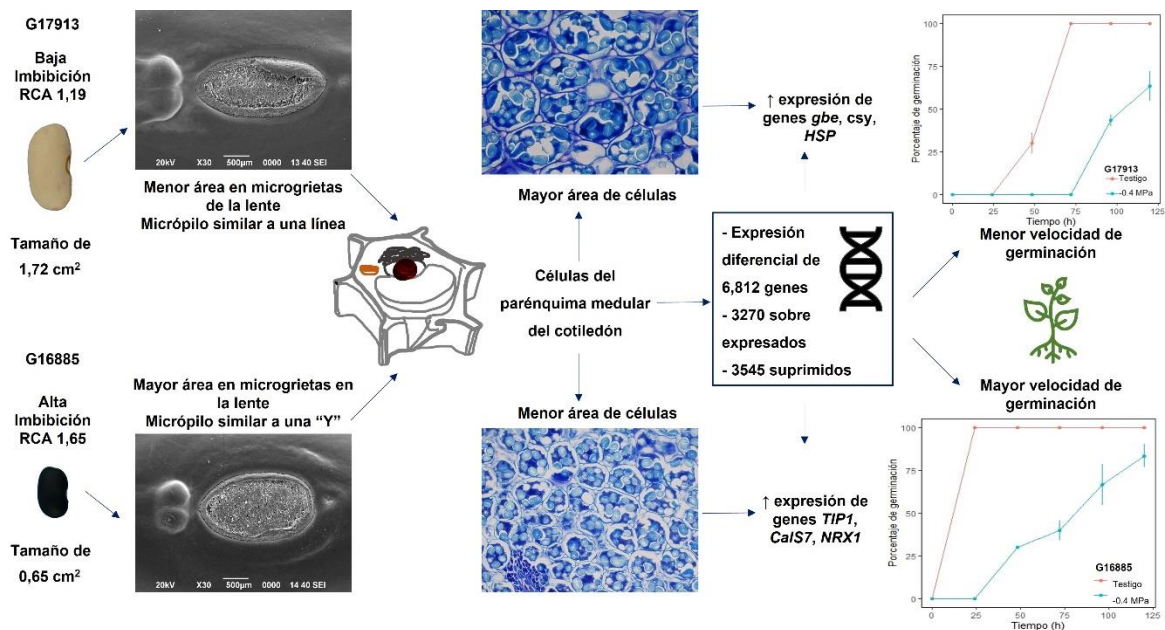 G17913
Baja
Imbibición
RCA 1,19
Tamaño de
1,72 cm²
20kV X30 500µm 0000 13 40 SEI
Menor área en microgrietas
de la lente
Micrópilo similar a una línea
G16885
Alta
Imbibición
RCA 1,65
Tamaño de
0,65 cm²
Mayor área en microgrietas en
la lente
Micrópilo similar a una “Y”
20kV X30 500µm 0000 14 40 SEI
Mayor área de células
Células del
parénquima medular
del cotiledón
Menor área de células
↑ expresión de
genes gbe, csy,
HSP
- Expresión
diferencial de
6,812 genes
- 3270 sobre
expresados
- 3545 suprimidos
↑ expresión de
genes TIP1,
CalS7, NRX1
Porcentaje de germinación
100
75
50
25
0
G17913
Testigo
-0.4 MPa
0 25 50 75 100 125
Tiempo (h)
Menor velocidad de
germinación
Mayor velocidad de
germinación
Porcentaje de germinación
100
75
50
25
0
G16885
Testigo
-0.4 MPa
0 25 50 75 100 125
Tiempo (h)